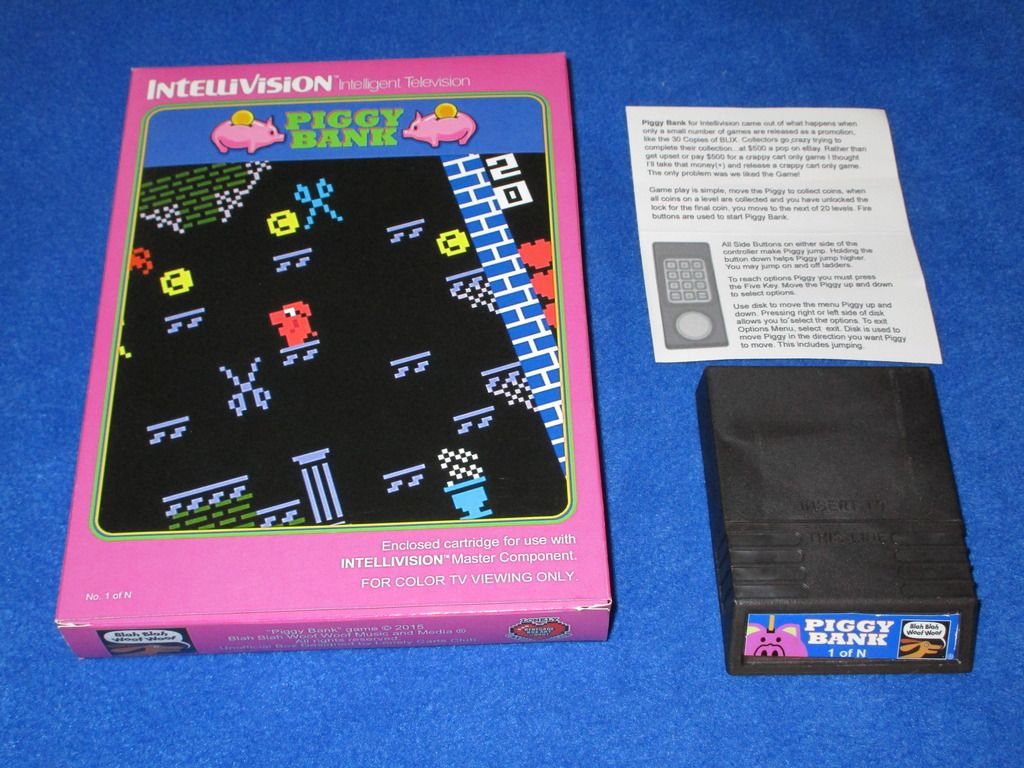 INTELLIVISION™ Intelligent Television
PIGGY
BANK
20
Enclosed cartridge for use with
INTELLIVISION™ Master Component.
FOR COLOR TV VIEWING ONLY.
No. 1 of N
Blah Blah
Woof Woof
"Piggy Bank" game © 2015
Blah Blah Woof Woof Music and Media ®
All rights reserved
Piggy Bank for Intellivision came out of what happens when
only a small number of games are released as a promotion,
like the 30 Copies of BLIX. Collectors go crazy trying to
complete their collection...at $500 a pop on eBay. Rather than
get upset or pay $500 for a crappy cart only game I thought
I'll take that money(+) and release a crappy cart only game.
The only problem was we liked the Game!
Game play is simple, move the Piggy to collect coins, when
all coins on a level are collected and you have unlocked the
lock for the final coin, you move to the next of 20 levels. Fire
buttons are used to start Piggy Bank.
All Side Buttons on either side of the
controller make Piggy jump. Holding the
button down helps Piggy jump higher.
You may jump on and off ladders.
To reach options Piggy you must press
the Five Key. Move the Piggy up and down
to select options.
Use disk to move the menu Piggy up and
down. Pressing right or left side of disk
allows you to select the options. To exit
Options Menu, select exit. Disk is used to
move Piggy in the direction you want Piggy
to move. This includes jumping.
INSERT TO
THIS LINE
PIGGY
BANK
1 of N
Blah Blah
Woof Woof